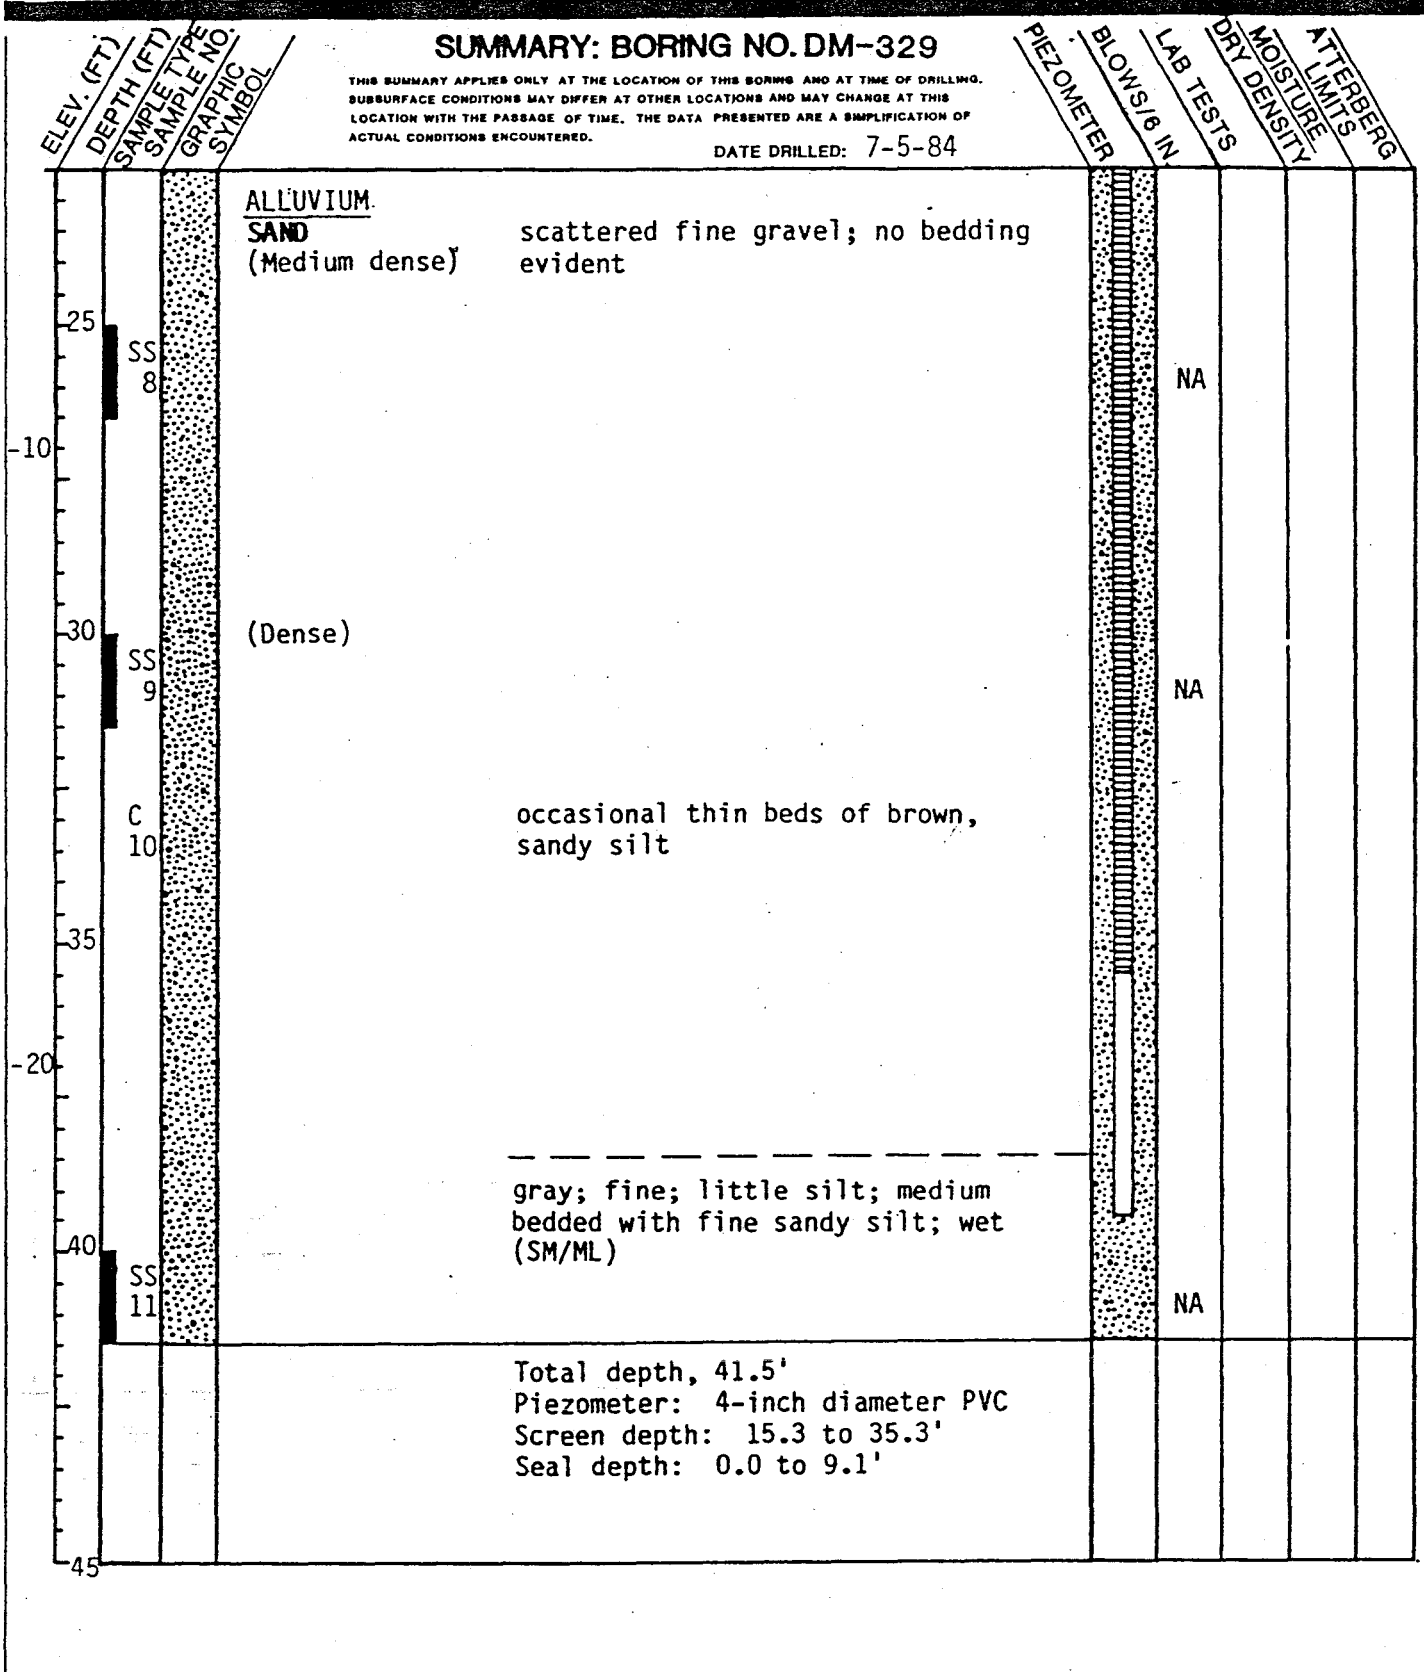 SUMMARY: BORING NO. DM-329
THIS SUMMARY APPLIES ONLY AT THE LOCATION OF THIS BORING AND AT TIME OF DRILLING.
SUBSURFACE CONDITIONS MAY DIFFER AT OTHER LOCATIONS AND MAY CHANGE AT THIS
LOCATION WITH THE PASSAGE OF TIME. THE DATA PRESENTED ARE A SIMPLIFICATION OF
ACTUAL CONDITIONS ENCOUNTERED.
DATE DRILLED: 7-5-84
ELEV. (FT)
DEPTH (FT)
SAMPLE TYPE
SAMPLE NO.
GRAPHIC
SYMBOL
PIEZOMETER
BLOWS/6 IN.
LAB TESTS
DRY DENSITY
MOISTURE
ATTERBERG
LIMITS
ALLUVIUM
SAND scattered fine gravel; no bedding
(Medium dense) evident
25
SS
8 NA
-10
30 (Dense)
SS
9 NA
C occasional thin beds of brown,
10 sandy silt
35
-20
gray; fine; little silt; medium
bedded with fine sandy silt; wet
40 (SM/ML)
SS
11 NA
Total depth, 41.5'
Piezometer: 4-inch diameter PVC
Screen depth: 15.3 to 35.3'
Seal depth: 0.0 to 9.1'
45